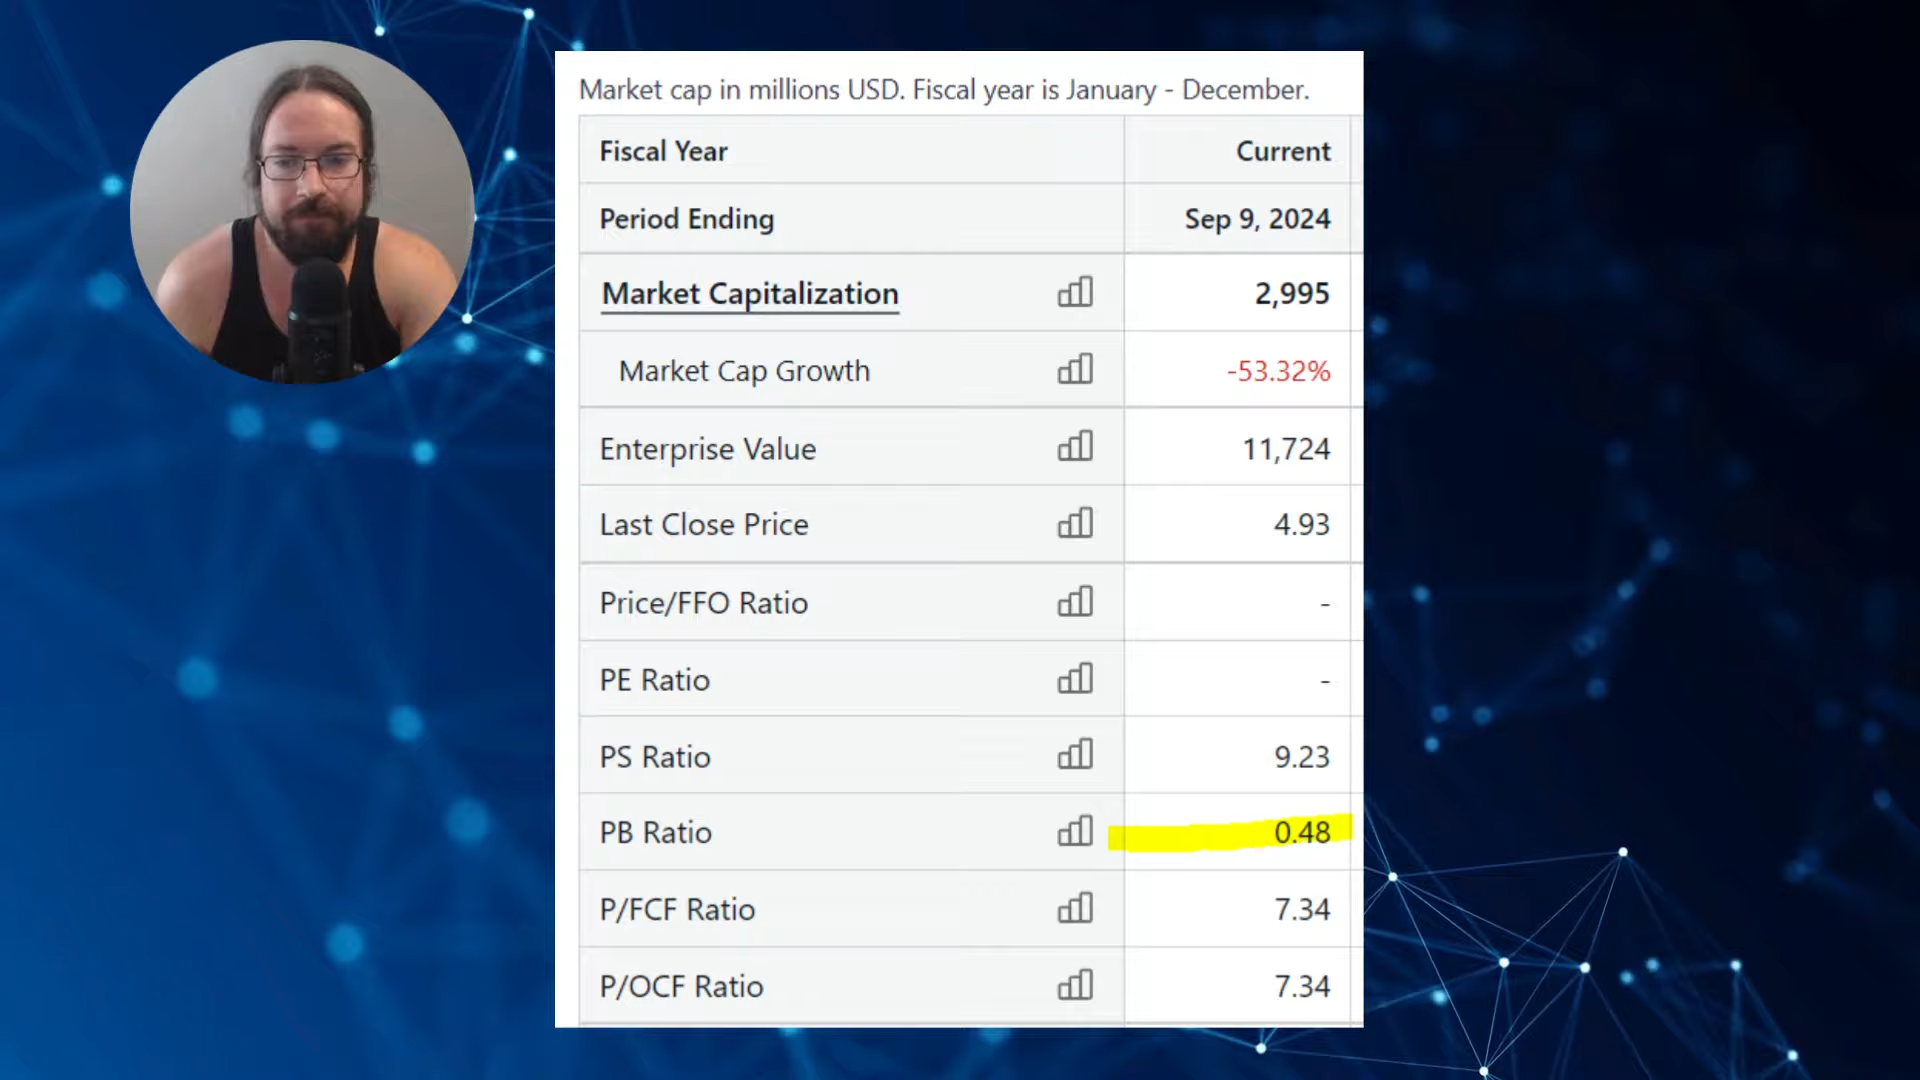 Market cap in millions USD. Fiscal year is January - December.
Fiscal Year Current
Period Ending Sep 9, 2024
Market Capitalization 2,995
Market Cap Growth -53.32%
Enterprise Value 11,724
Last Close Price 4.93
Price/FFO Ratio -
PE Ratio -
PS Ratio 9.23
PB Ratio 0.48
P/FCF Ratio 7.34
P/OCF Ratio 7.34